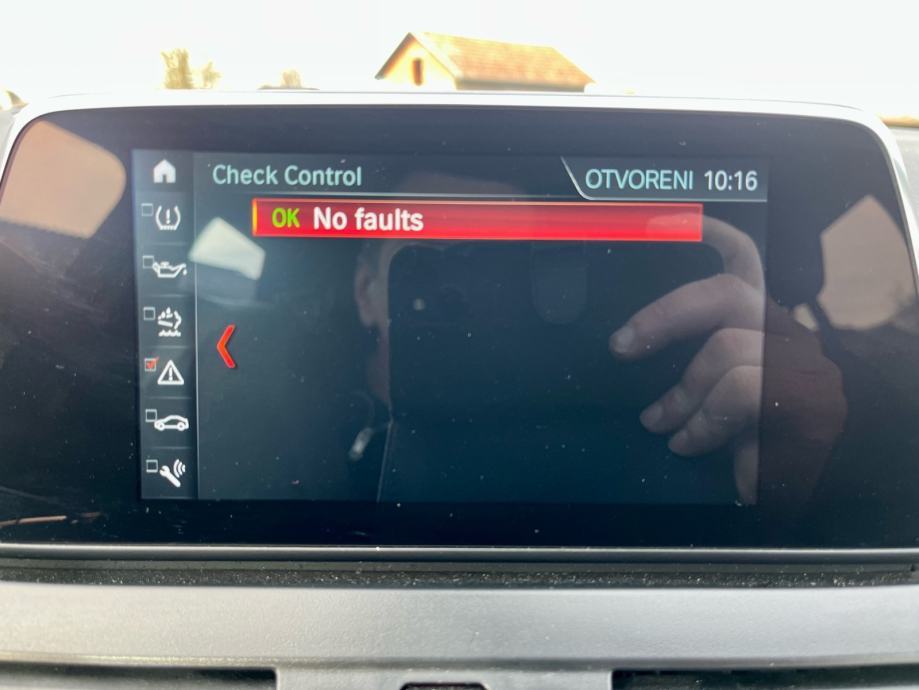 Check Control
OTVORENI 10:16
OK No faults